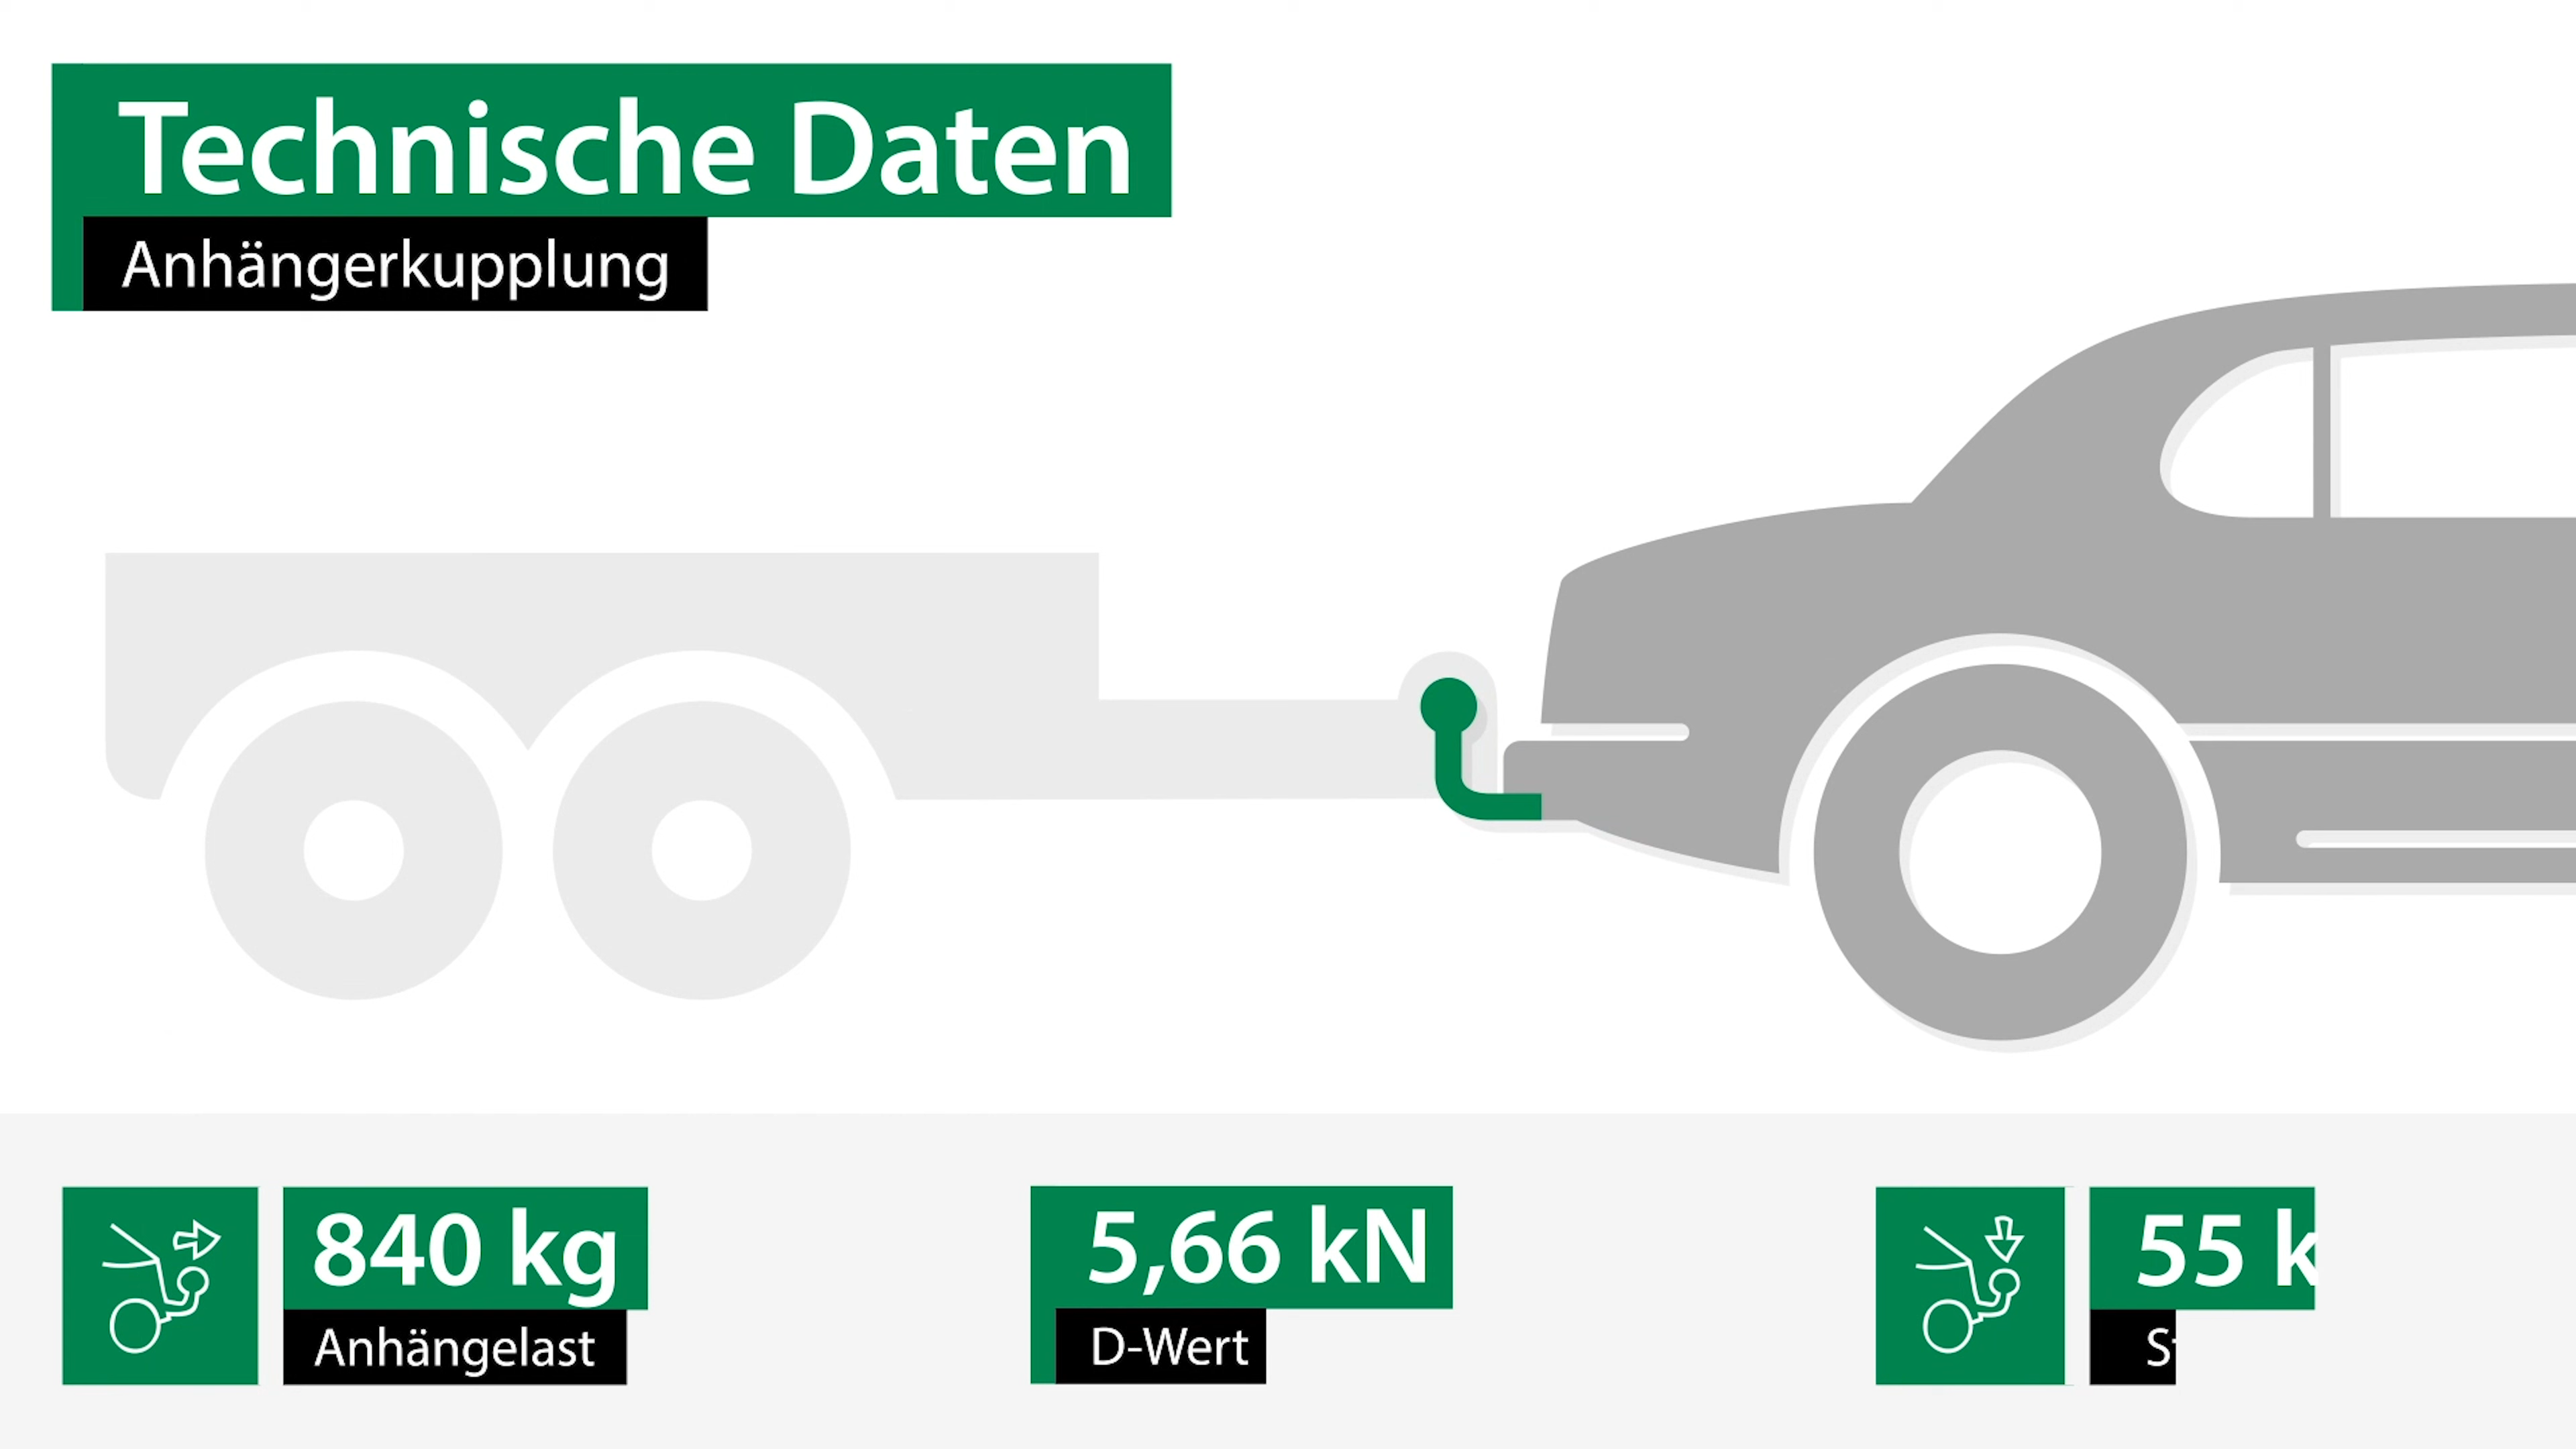 Technische Daten
Anhängerkupplung
840 kg
Anhängelast
5,66 kN
D-Wert
55 k